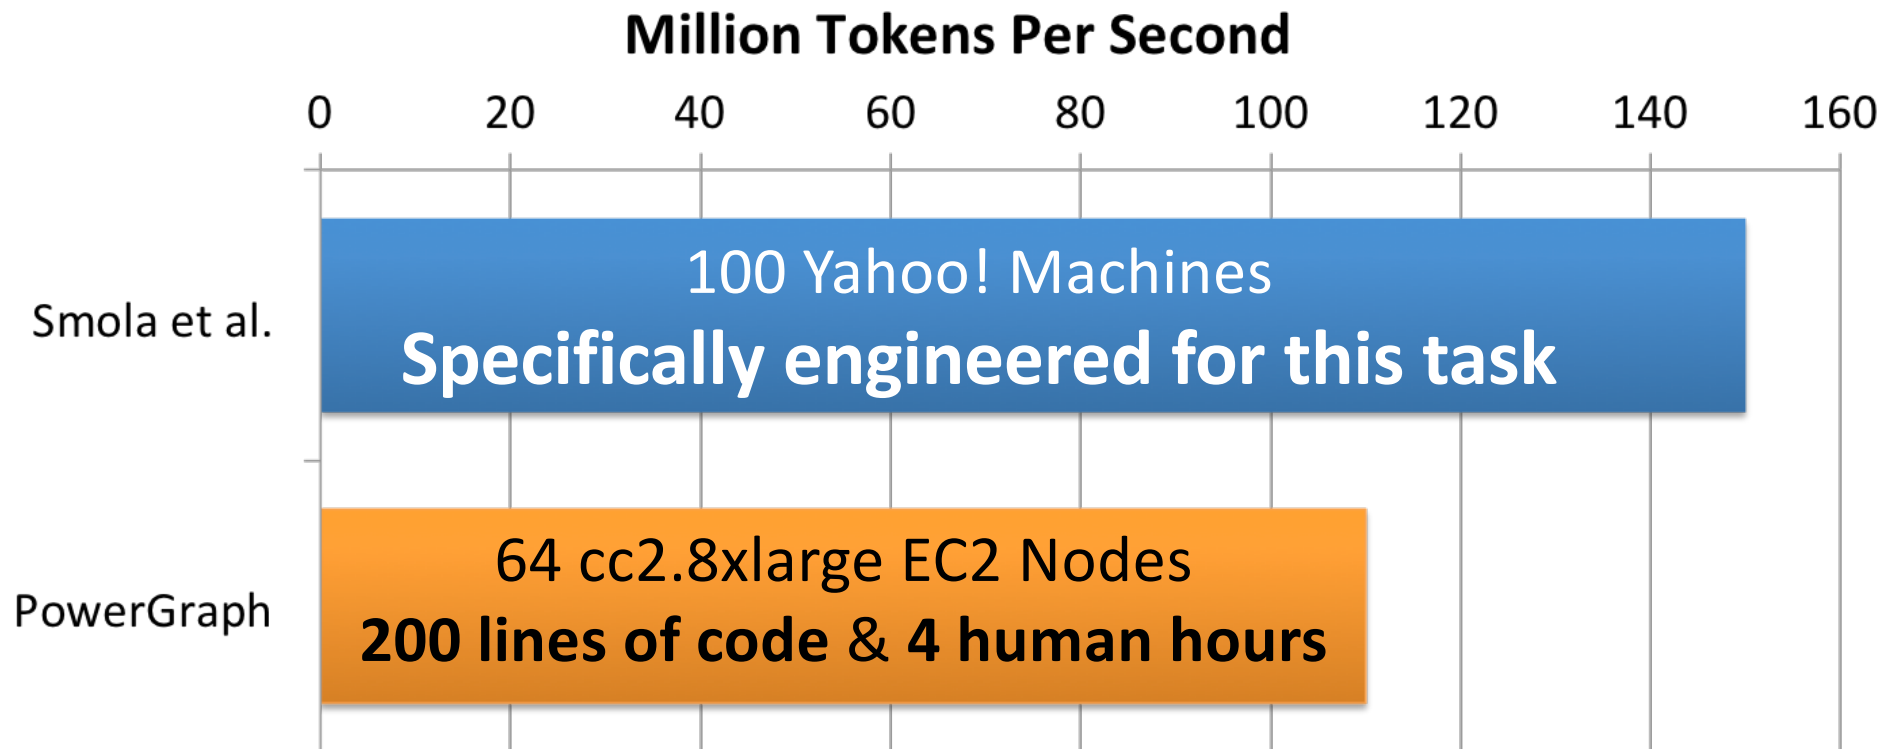 Million Tokens Per Second
0 20 40 60 80 100 120 140 160
Smola et al.
100 Yahoo! Machines
Specifically engineered for this task
PowerGraph
64 cc2.8xlarge EC2 Nodes
200 lines of code & 4 human hours